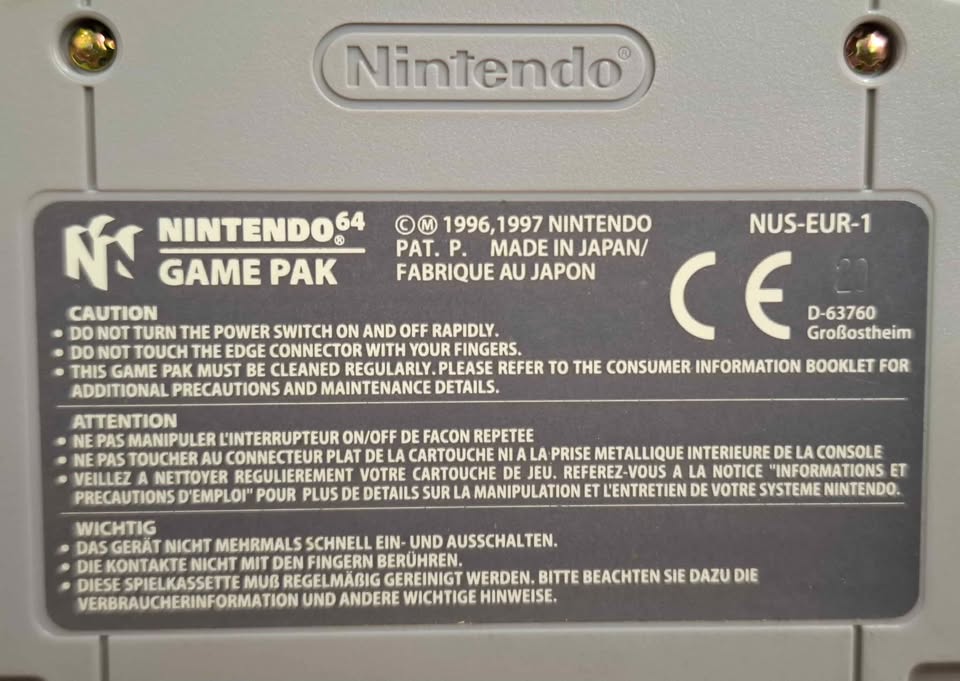 Nintendo®
NINTENDO64®
GAME PAK
©Ⓜ 1996,1997 NINTENDO
PAT. P. MADE IN JAPAN/
FABRIQUE AU JAPON
NUS-EUR-1
CE
D-63760
Großostheim
CAUTION
• DO NOT TURN THE POWER SWITCH ON AND OFF RAPIDLY.
• DO NOT TOUCH THE EDGE CONNECTOR WITH YOUR FINGERS.
• THIS GAME PAK MUST BE CLEANED REGULARLY. PLEASE REFER TO THE CONSUMER INFORMATION BOOKLET FOR
ADDITIONAL PRECAUTIONS AND MAINTENANCE DETAILS.
ATTENTION
• NE PAS MANIPULER L'INTERRUPTEUR ON/OFF DE FACON REPETEE
• NE PAS TOUCHER AU CONNECTEUR PLAT DE LA CARTOUCHE NI A LA PRISE METALLIQUE INTERIEURE DE LA CONSOLE
• VEILLEZ A NETTOYER REGULIEREMENT VOTRE CARTOUCHE DE JEU. REFEREZ-VOUS A LA NOTICE "INFORMATIONS ET
PRECAUTIONS D'EMPLOI" POUR PLUS DE DETAILS SUR LA MANIPULATION ET L'ENTRETIEN DE VOTRE SYSTEME NINTENDO.
WICHTIG
• DAS GERÄT NICHT MEHRMALS SCHNELL EIN- UND AUSSCHALTEN.
• DIE KONTAKTE NICHT MIT DEN FINGERN BERÜHREN.
• DIESE SPIELKASSETTE MUß REGELMÄßIG GEREINIGT WERDEN. BITTE BEACHTEN SIE DAZU DIE
VERBRAUCHERINFORMATION UND ANDERE WICHTIGE HINWEISE.